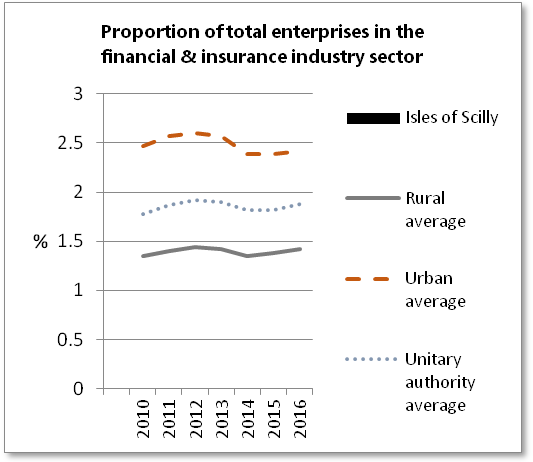 Proportion of total enterprises in the
financial & insurance industry sector
3
2.5
2
1.5
1
0.5
0
%
2010
2011
2012
2013
2014
2015
2016
Isles of Scilly
Rural
average
Urban
average
Unitary
authority
average